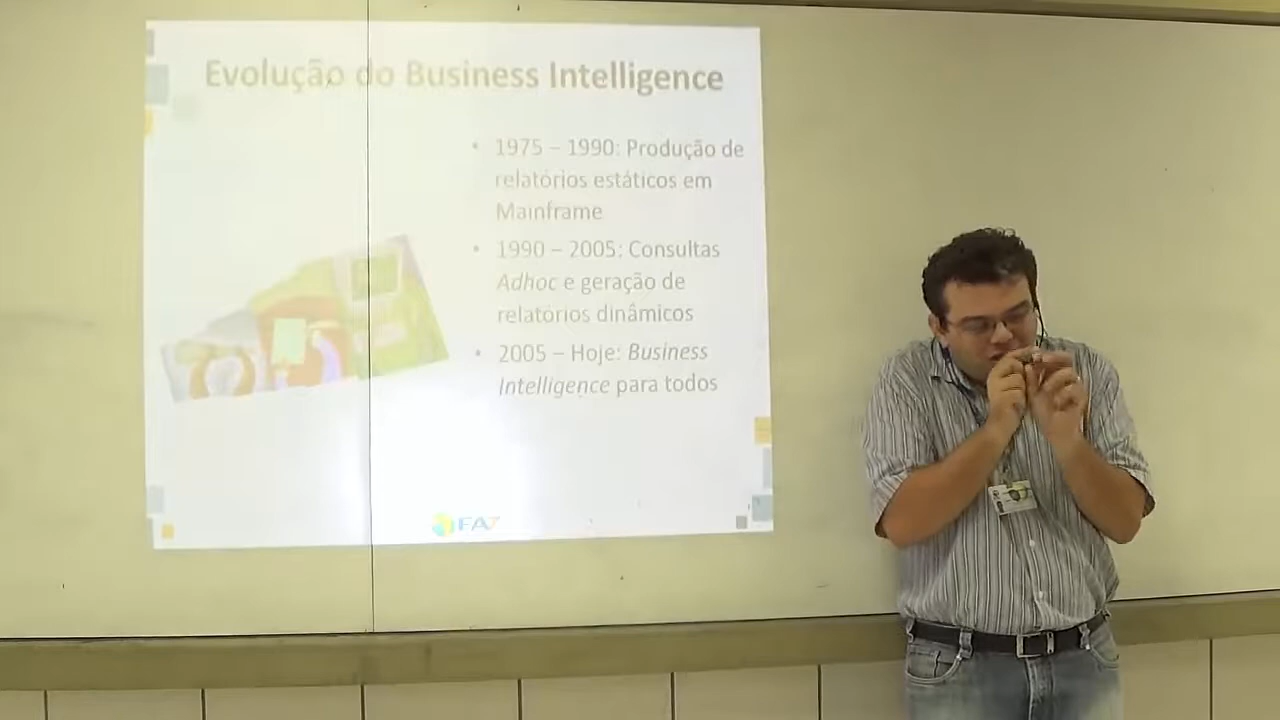 Evolução do Business Intelligence
• 1975 – 1990: Produção de
relatórios estáticos em
Mainframe
• 1990 – 2005: Consultas
Adhoc e geração de
relatórios dinâmicos
• 2005 – Hoje: Business
Intelligence para todos
FA7